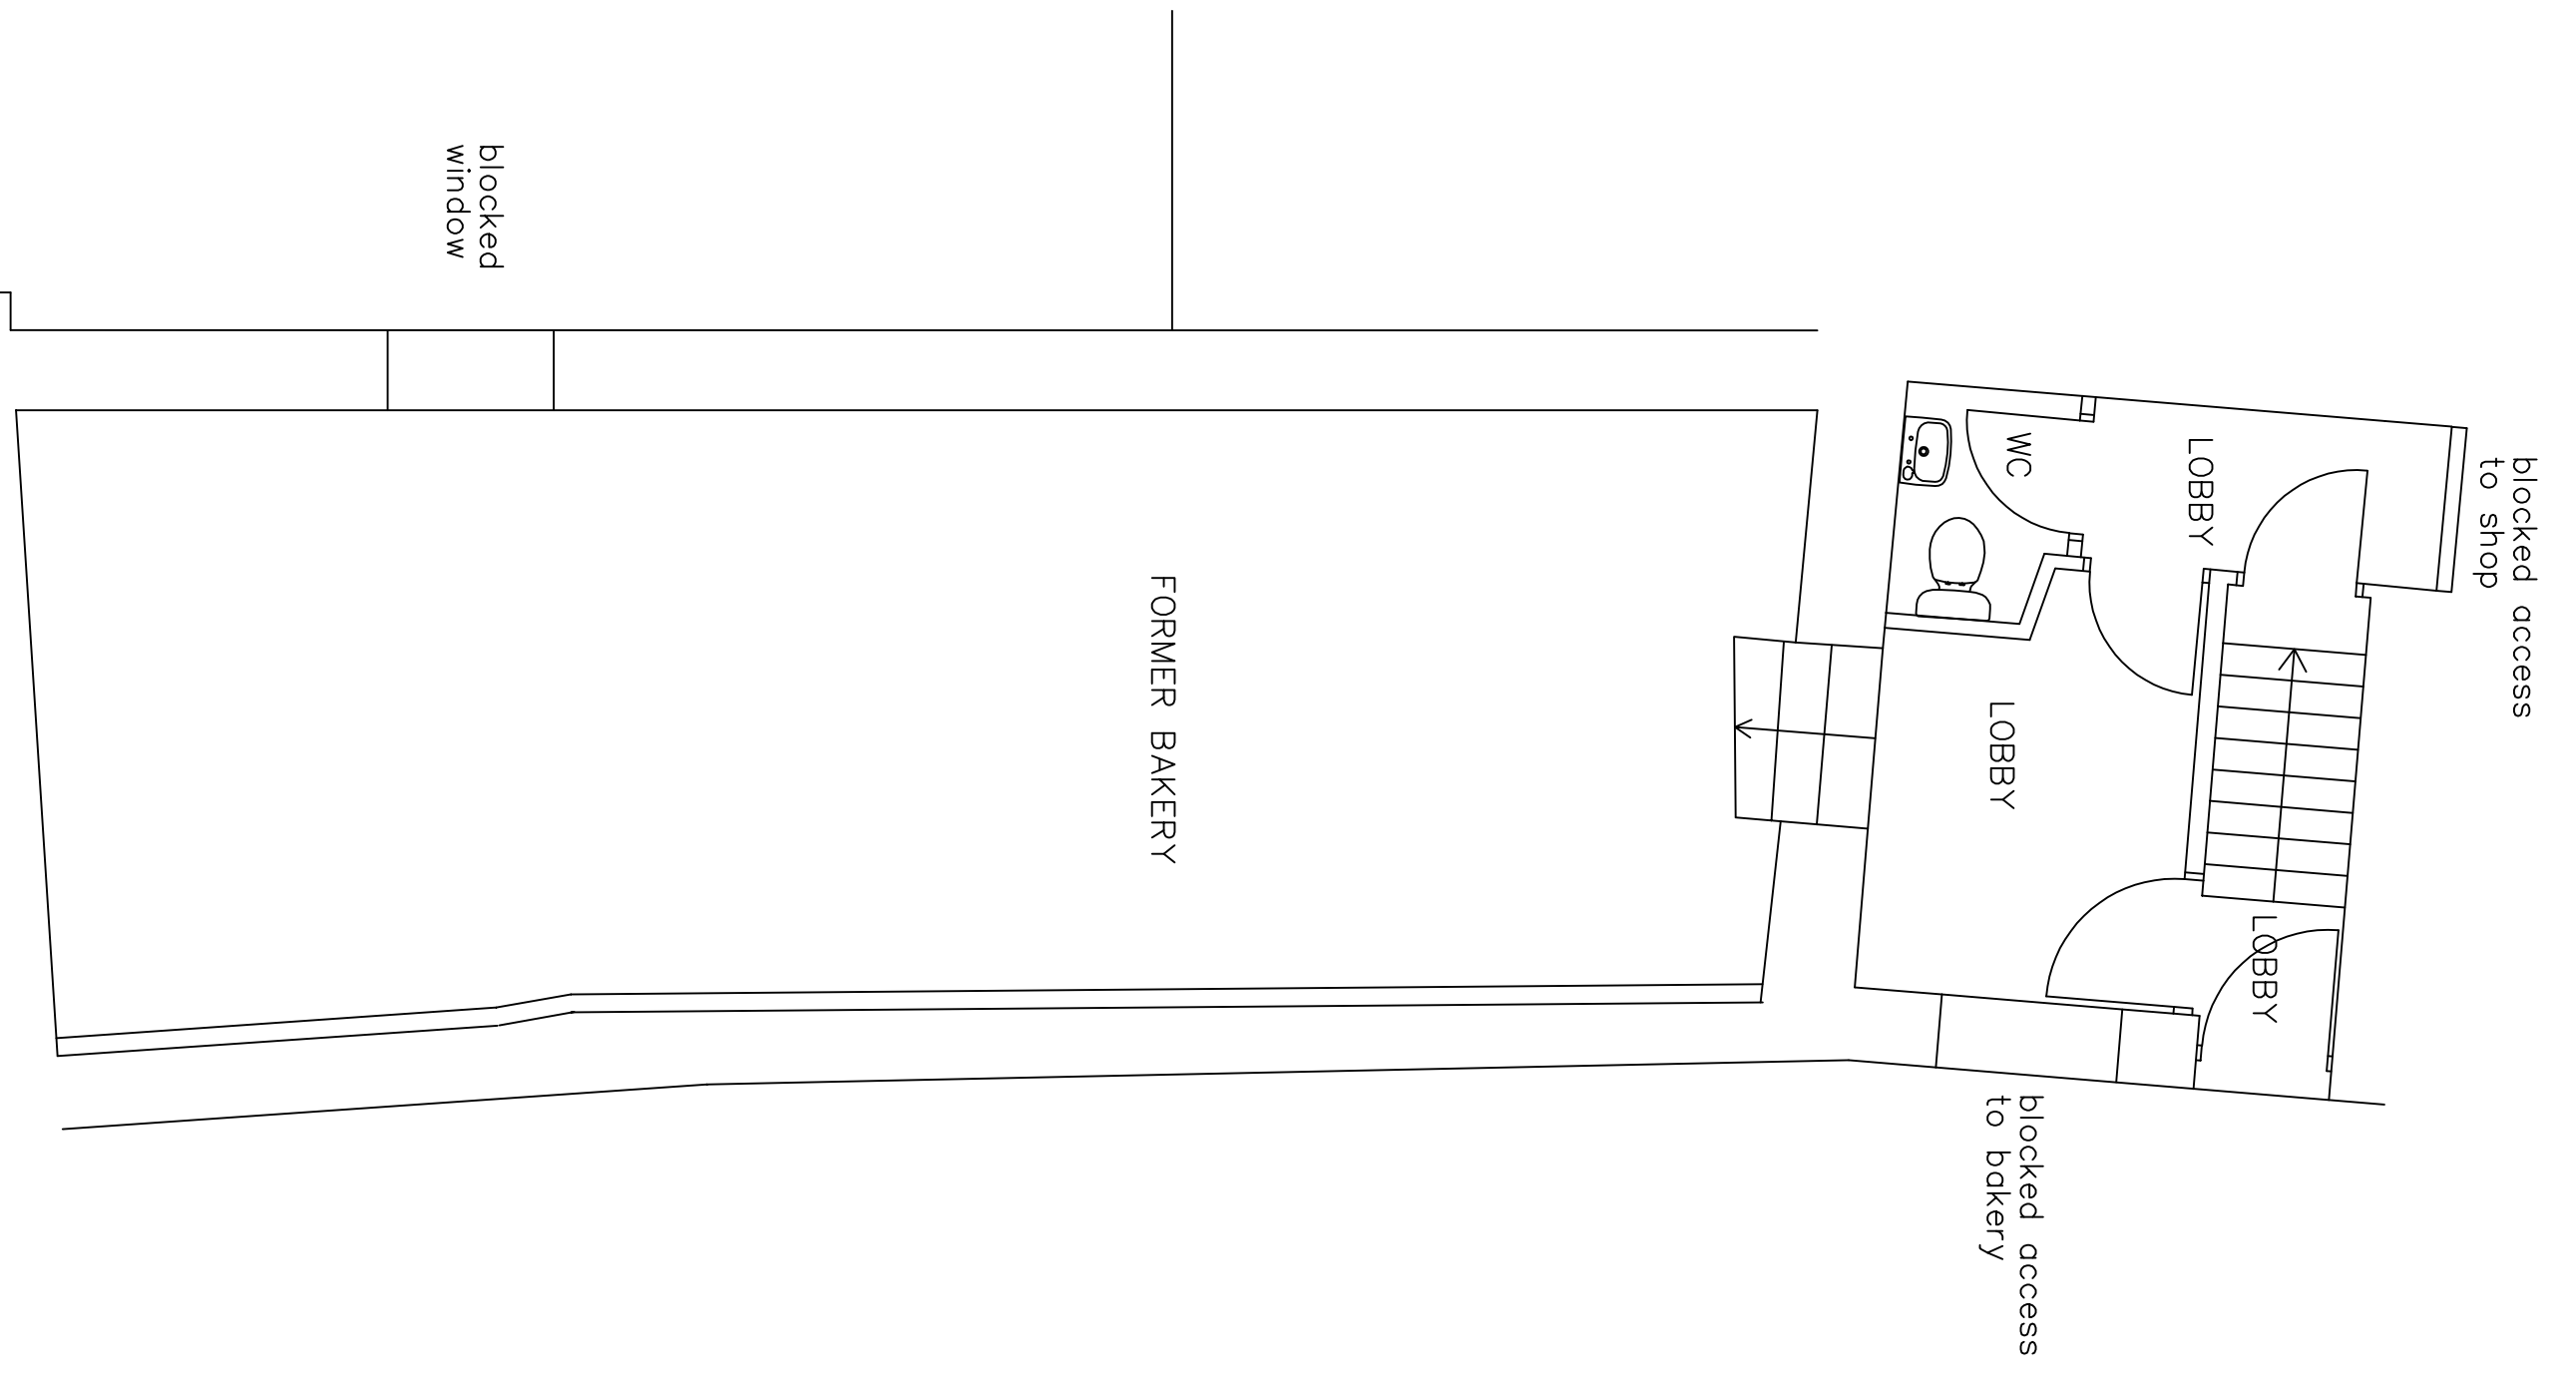 blocked
window
FORMER BAKERY
WC
LOBBY
LOBBY
LOBBY
blocked access
to shop
blocked access
to bakery